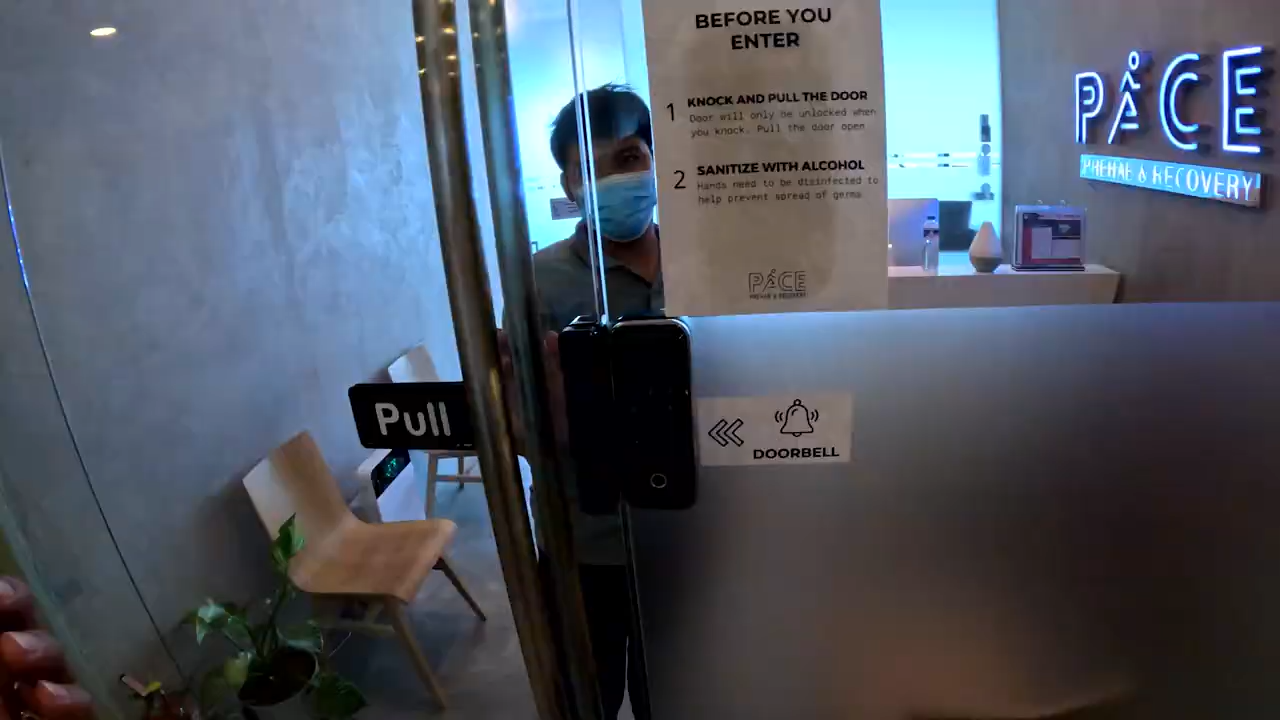 BEFORE YOU
ENTER
1 KNOCK AND PULL THE DOOR
Door will only be unlocked when
you knock. Pull the door open
2 SANITIZE WITH ALCOHOL
Hands need to be disinfected to
help prevent spread of germs
PACE
PREHAB & RECOVERY
PACE
PREHAB & RECOVERY
Pull
DOORBELL